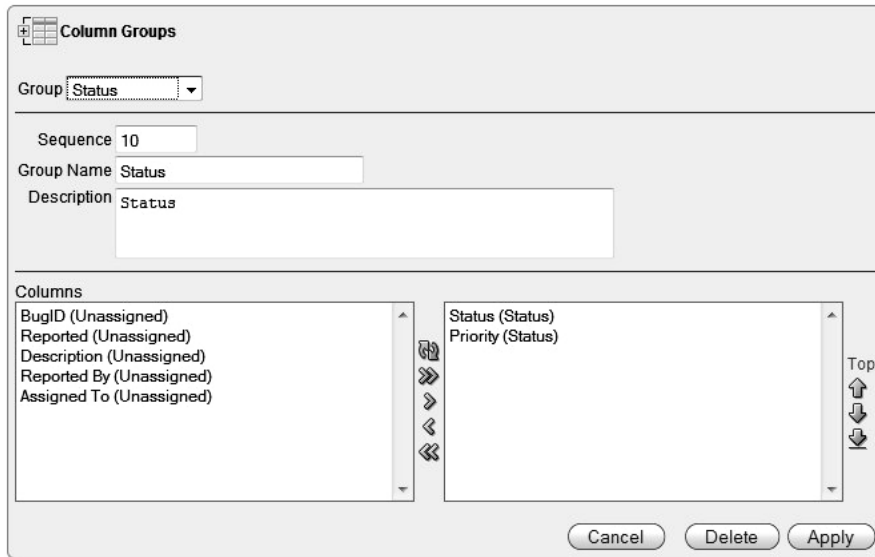 Column Groups
Group Status
Sequence 10
Group Name Status
Description Status
Columns
BugID (Unassigned)
Reported (Unassigned)
Description (Unassigned)
Reported By (Unassigned)
Assigned To (Unassigned)
Status (Status)
Priority (Status)
Top
Cancel Delete Apply